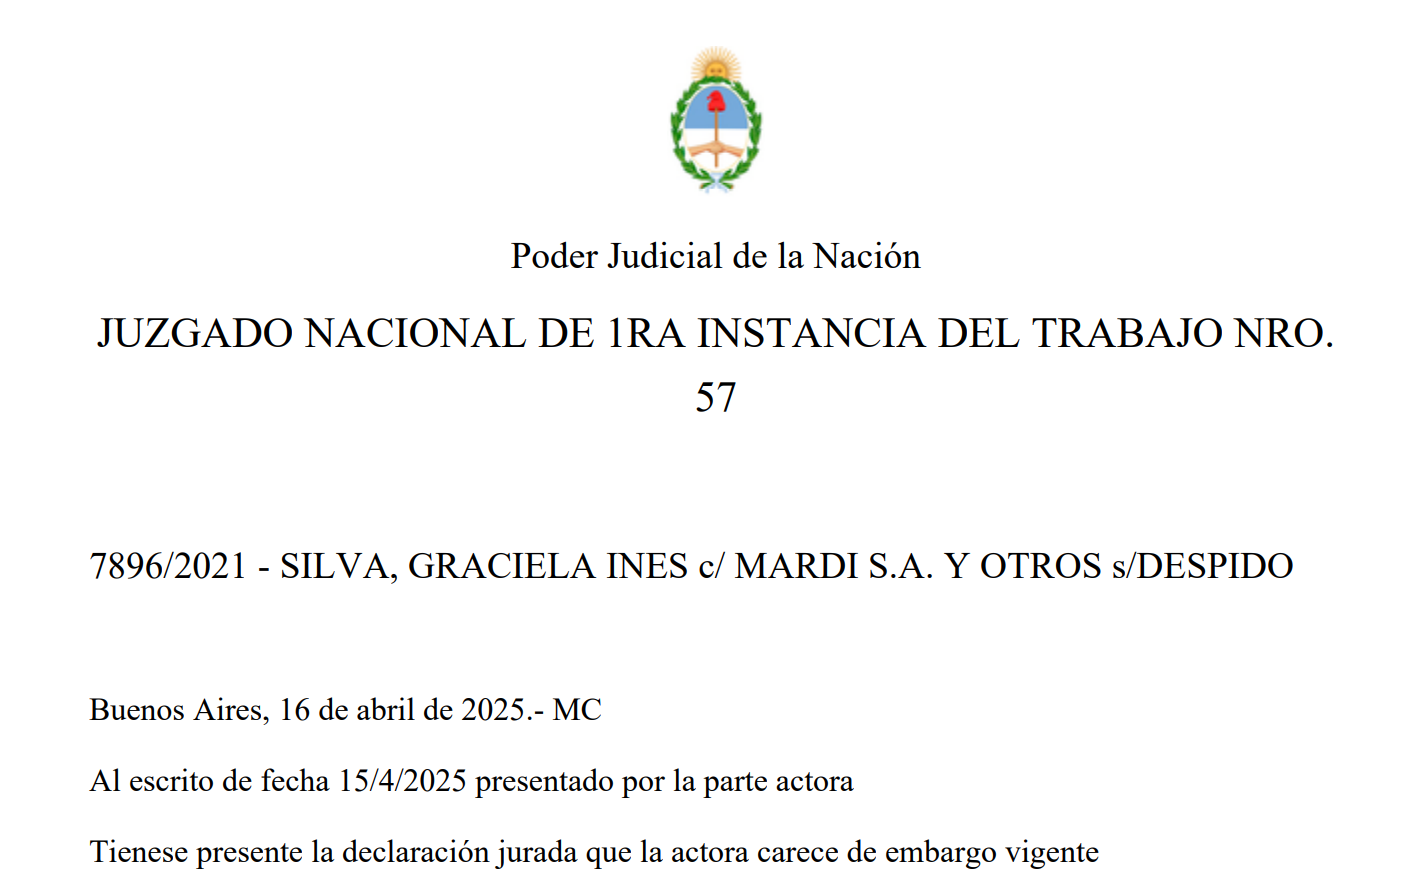 Poder Judicial de la Nación
JUZGADO NACIONAL DE 1RA INSTANCIA DEL TRABAJO NRO.
57
7896/2021 - SILVA, GRACIELA INES c/ MARDI S.A. Y OTROS s/DESPIDO
Buenos Aires, 16 de abril de 2025.- MC
Al escrito de fecha 15/4/2025 presentado por la parte actora
Tienese presente la declaración jurada que la actora carece de embargo vigente